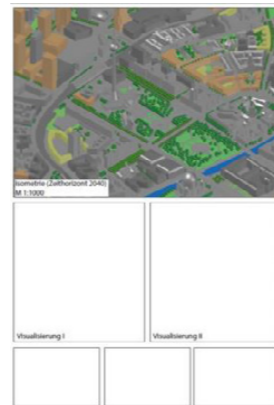 Isometrie (Zeithorizont 2040)
M 1:1000
Visualisierung I
Visualisierung II